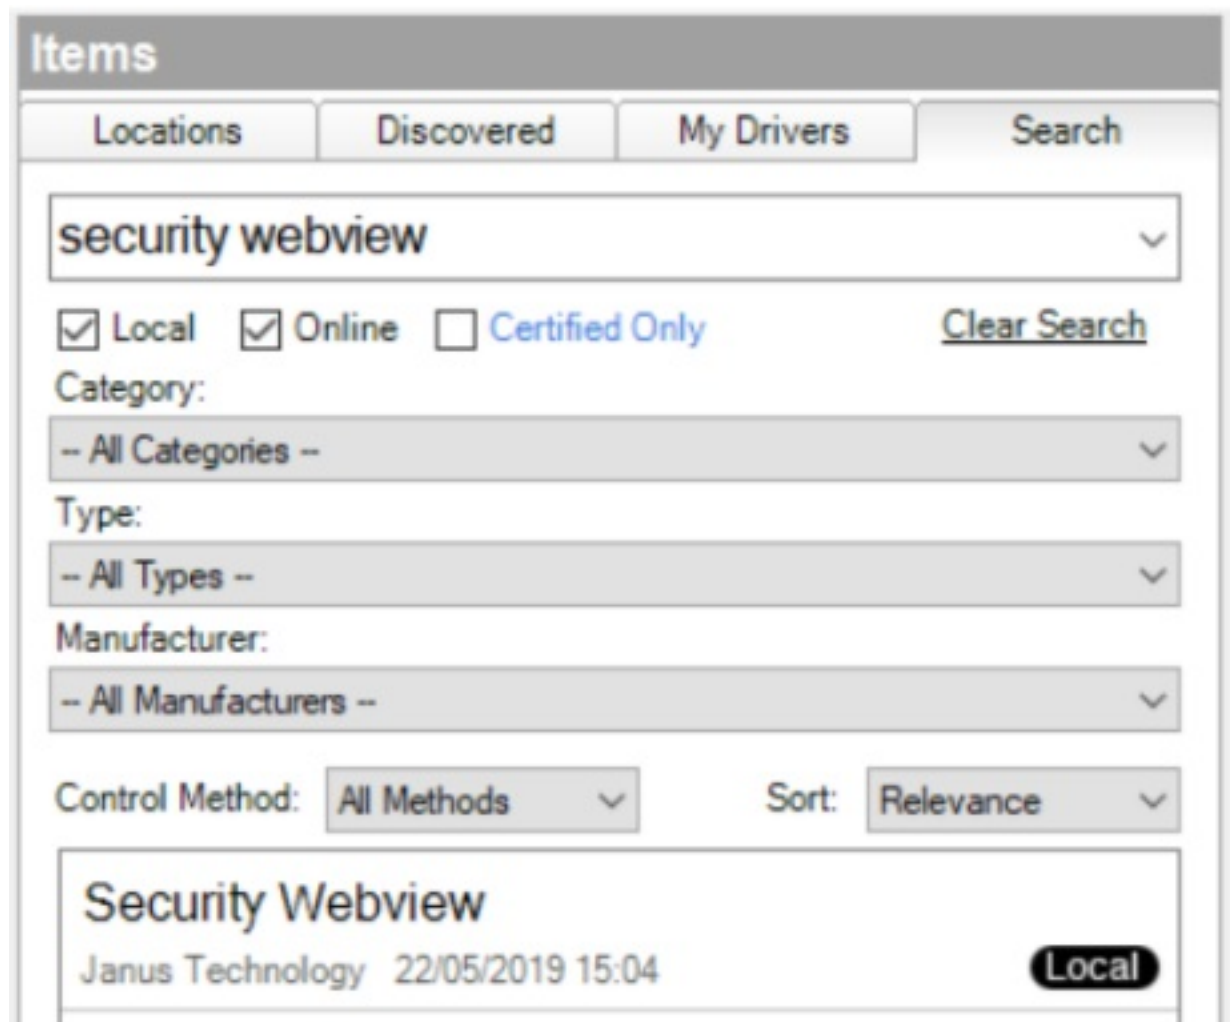 Items
Locations Discovered My Drivers Search
security webview
Local Online Certified Only Clear Search
Category:
-- All Categories --
Type:
-- All Types --
Manufacturer:
-- All Manufacturers --
Control Method: All Methods Sort: Relevance
Security Webview
Janus Technology 22/05/2019 15:04 Local